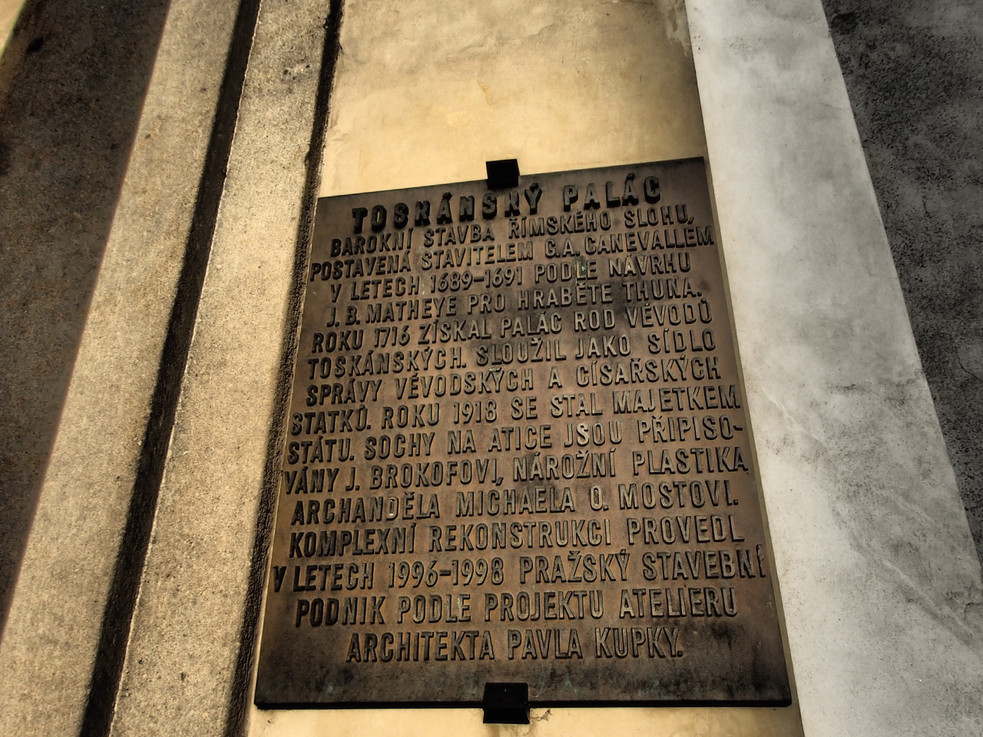 TOSKÁNSKÝ PALÁC
BAROKNÍ STAVBA ŘÍMSKÉHO SLOHU,
POSTAVENÁ STAVITELEM G.A. CANEVALLEM
V LETECH 1689–1691 PODLE NÁVRHU
J. B. MATHEYE PRO HRABĚTE THUNA.
ROKU 1716 ZÍSKAL PALÁC ROD VÉVODŮ
TOSKÁNSKÝCH. SLOUŽIL JAKO SÍDLO
SPRÁVY VÉVODSKÝCH A CÍSAŘSKÝCH
STATKŮ. ROKU 1918 SE STAL MAJETKEM
STÁTU. SOCHY NA ATICE JSOU PŘIPISO-
VÁNY J. BROKOFOVI, NÁROŽNÍ PLASTIKA
ARCHANDĚLA MICHAELA O. MOSTOVI.
KOMPLEXNÍ REKONSTRUKCI PROVEDL
V LETECH 1996–1998 PRAŽSKÝ STAVEBNÍ
PODNIK PODLE PROJEKTU ATELIERU
ARCHITEKTA PAVLA KUPKY.